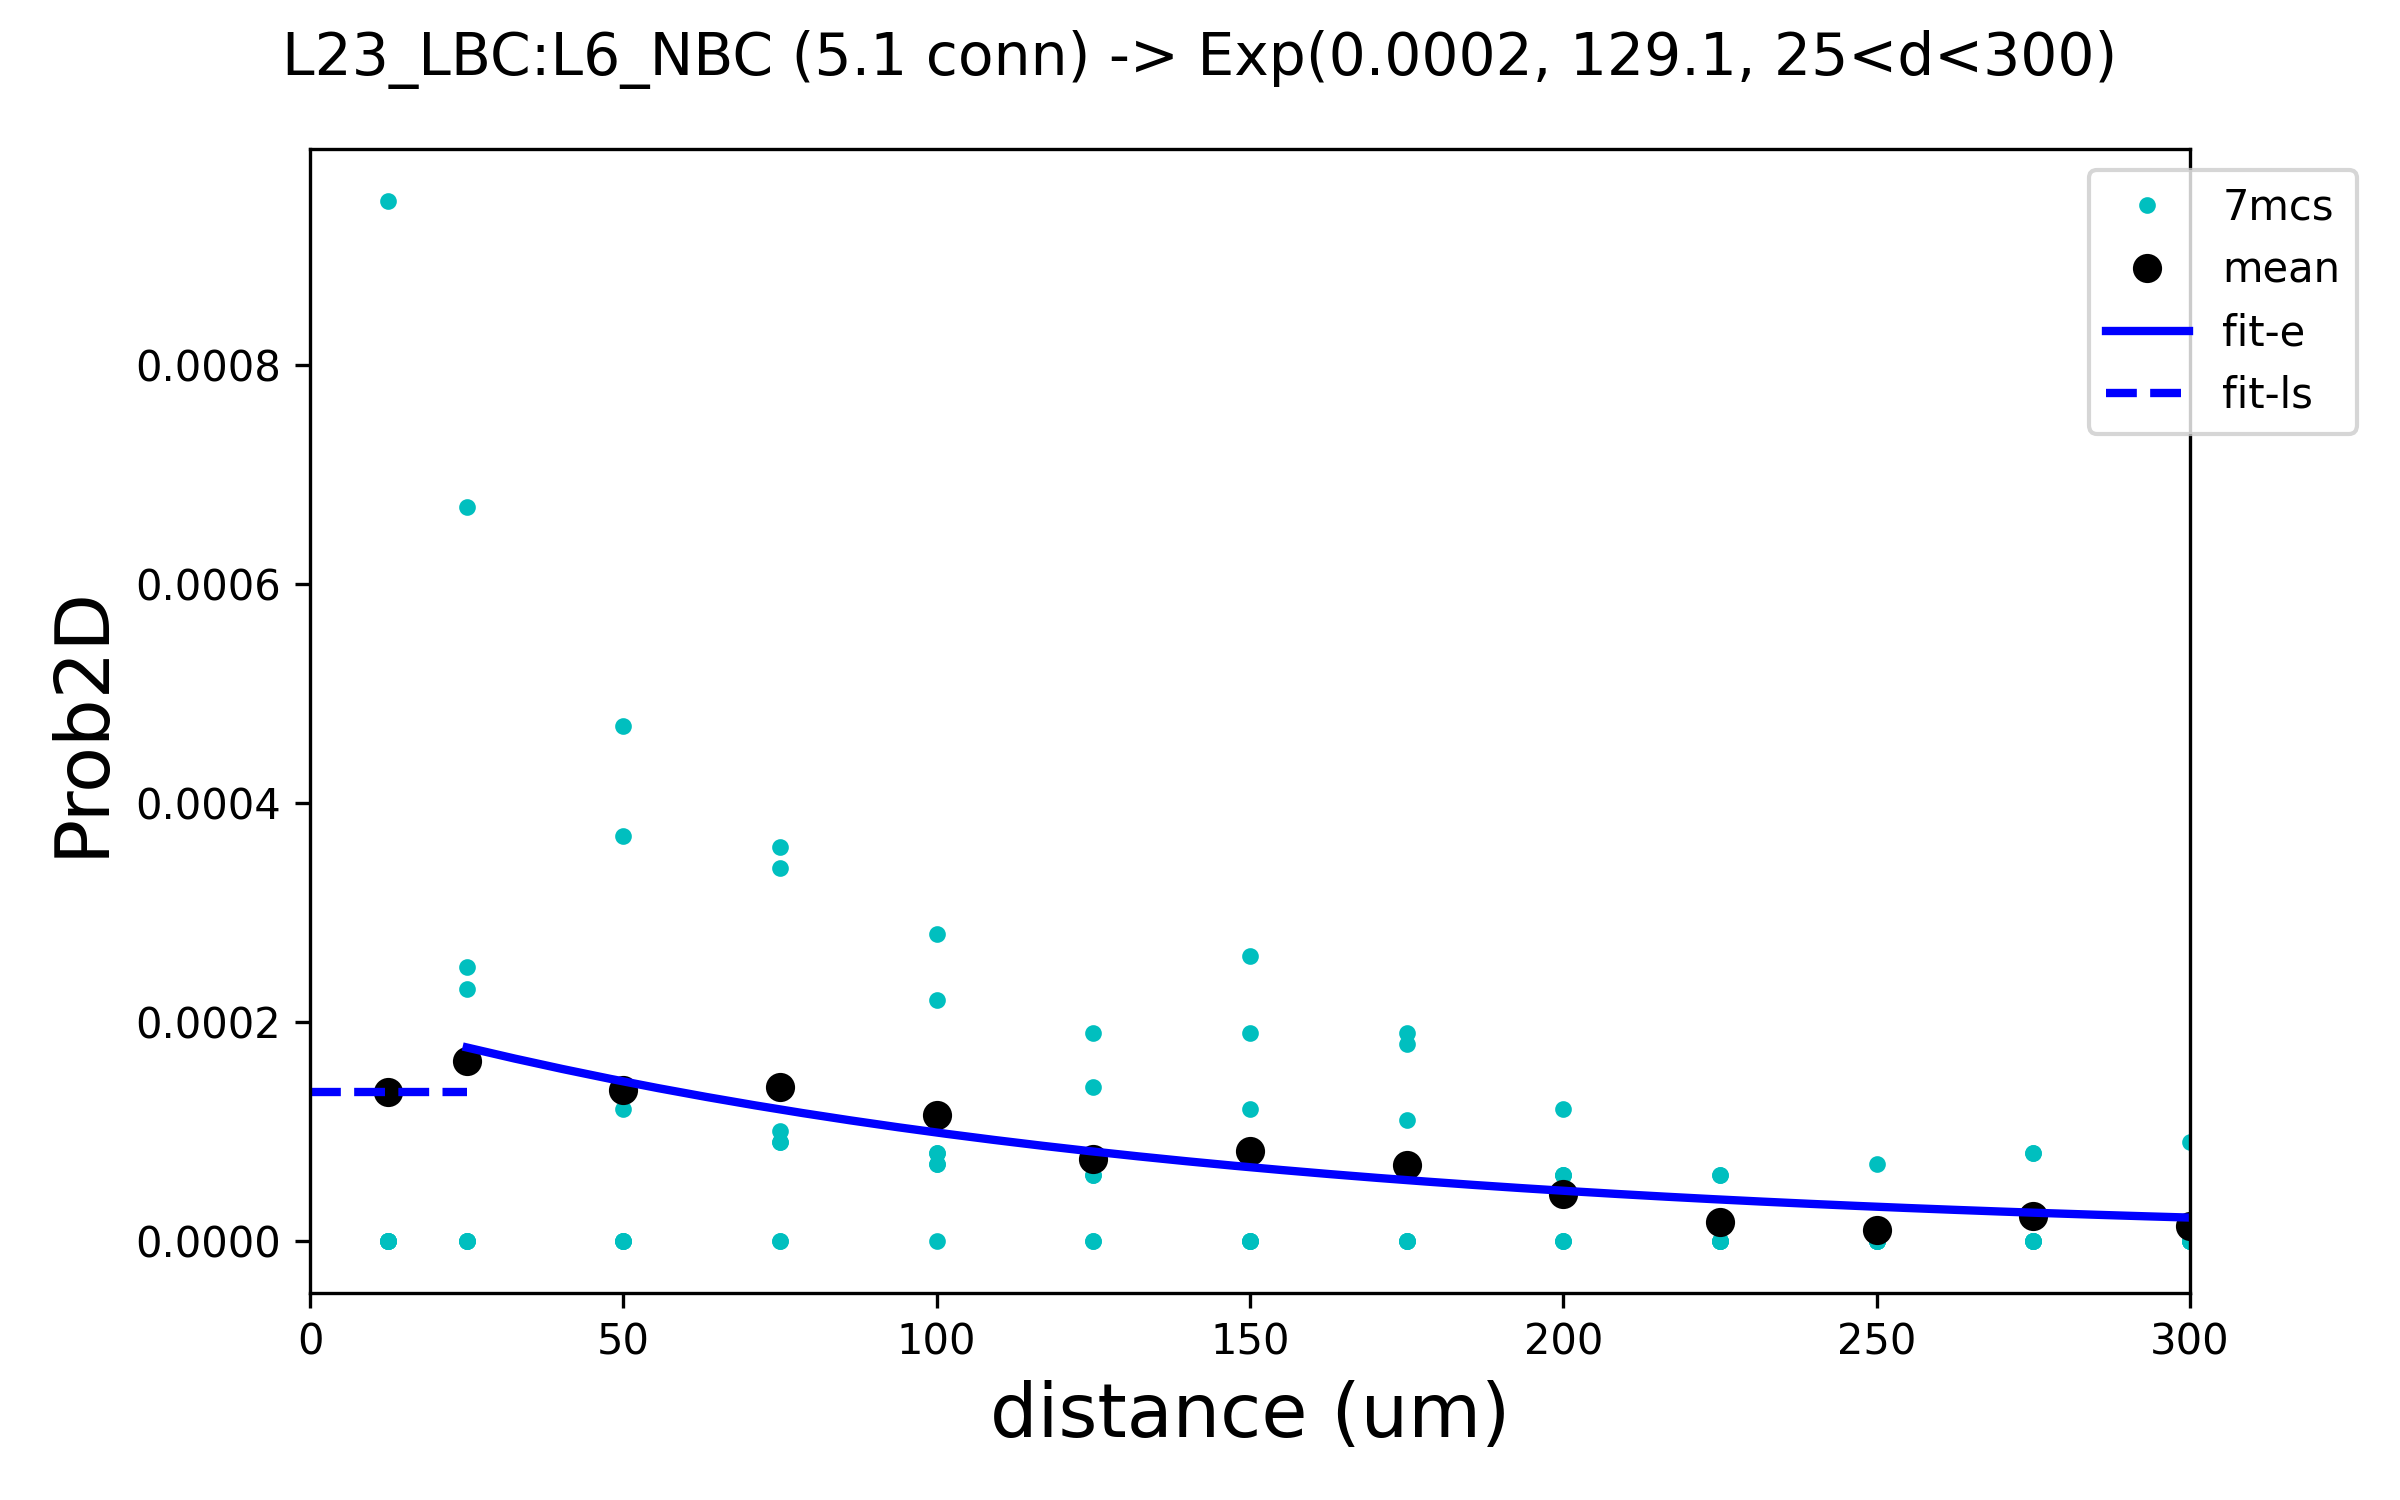 L23_LBC:L6_NBC (5.1 conn) -> Exp(0.0002, 129.1, 25<d<300)
7mcs
mean
fit-e
fit-ls
Prob2D
0.0008
0.0006
0.0004
0.0002
0.0000
0 50 100 150 200 250 300
distance (um)